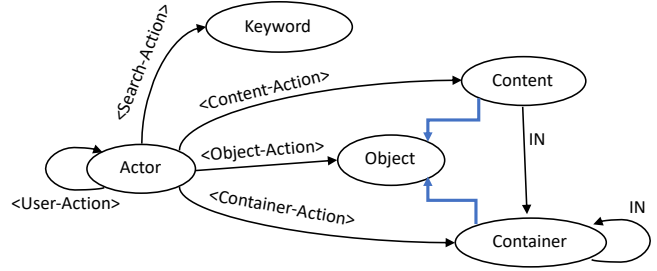 Keyword
<Search-Action>
<Content-Action>
Content
<Object-Action>
Object
IN
Actor
<User-Action>
<Container-Action>
IN
Container